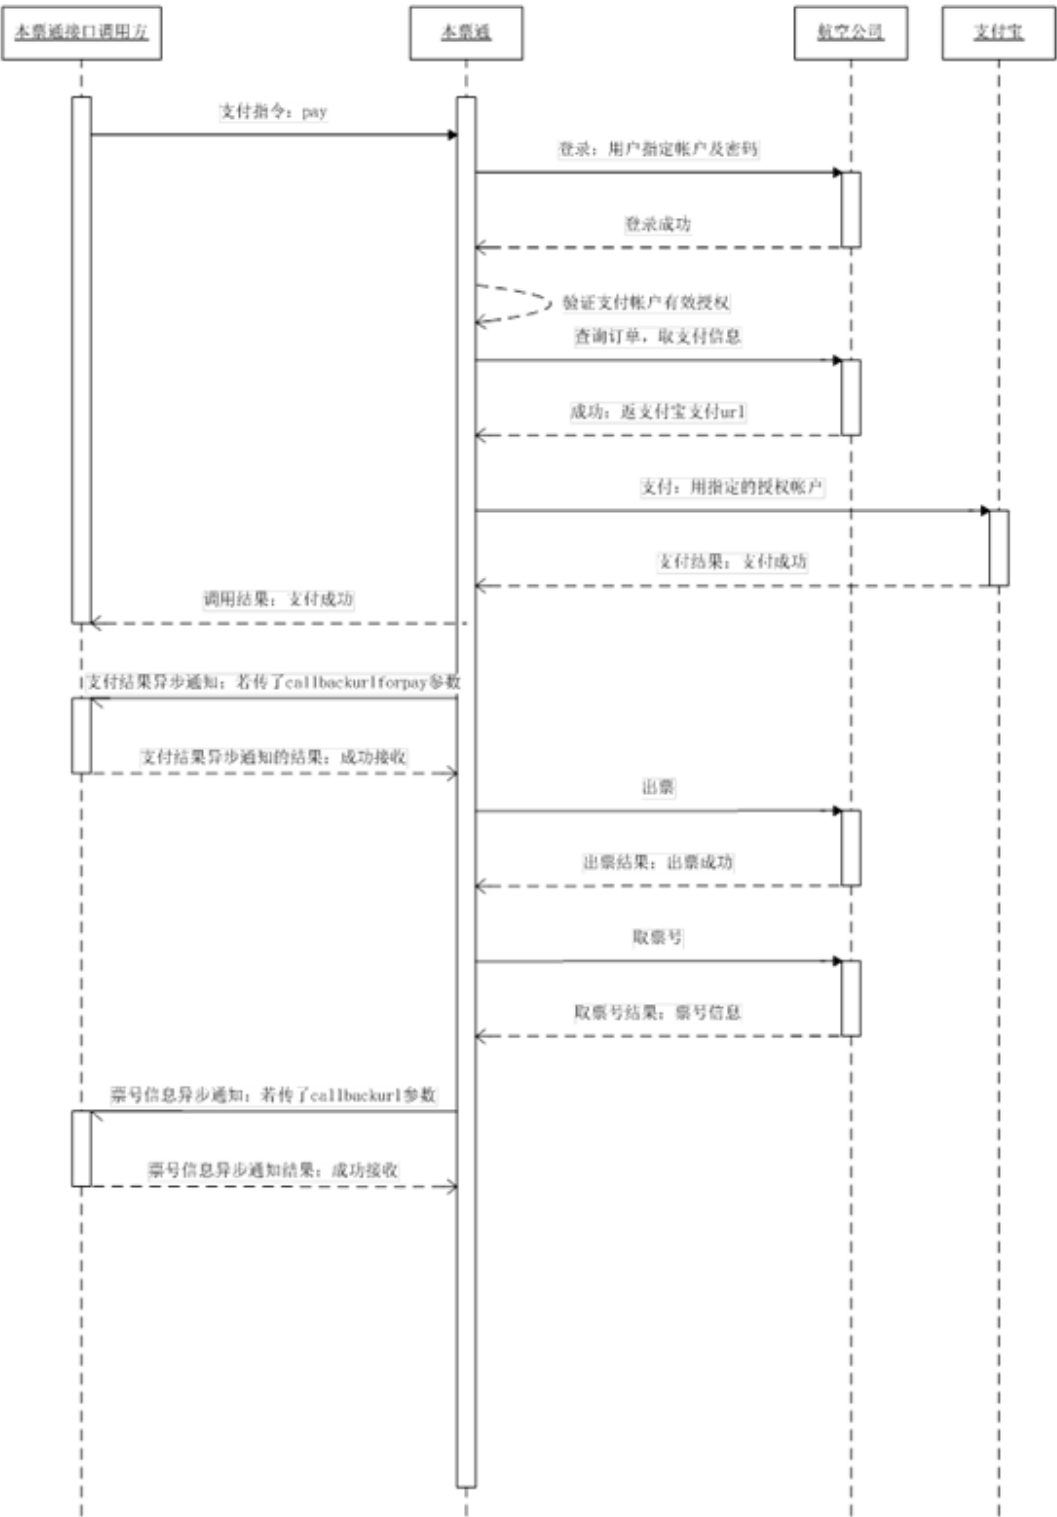 本票通接口调用方
本票通
航空公司
支付宝
支付指令：pay
登录：用户指定帐户及密码
登录成功
验证支付帐户有效授权
查询订单，取支付信息
成功：返支付宝支付url
支付：用指定的授权帐户
支付结果：支付成功
调用结果：支付成功
支付结果异步通知：若传了callbackurlforpay参数
支付结果异步通知的结果：成功接收
出票
出票结果：出票成功
取票号
取票号结果：票号信息
票号信息异步通知：若传了callbackurl参数
票号信息异步通知结果：成功接收